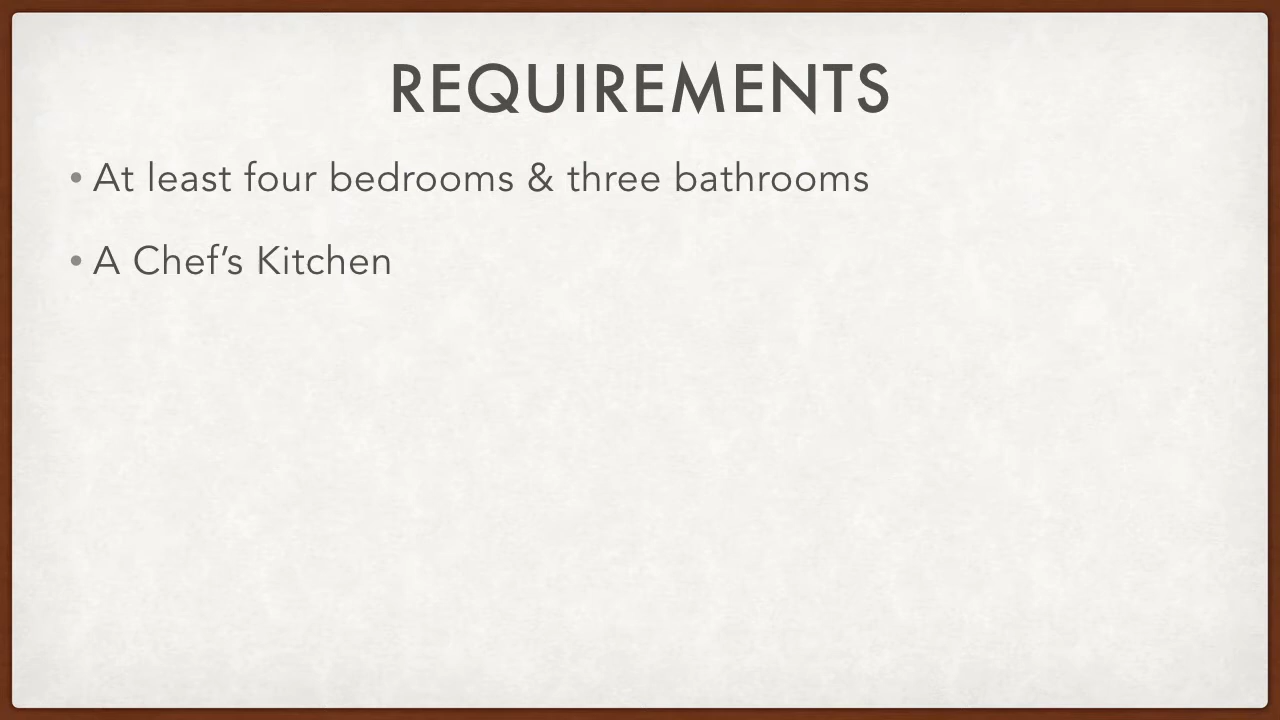 REQUIREMENTS
• At least four bedrooms & three bathrooms
• A Chef’s Kitchen